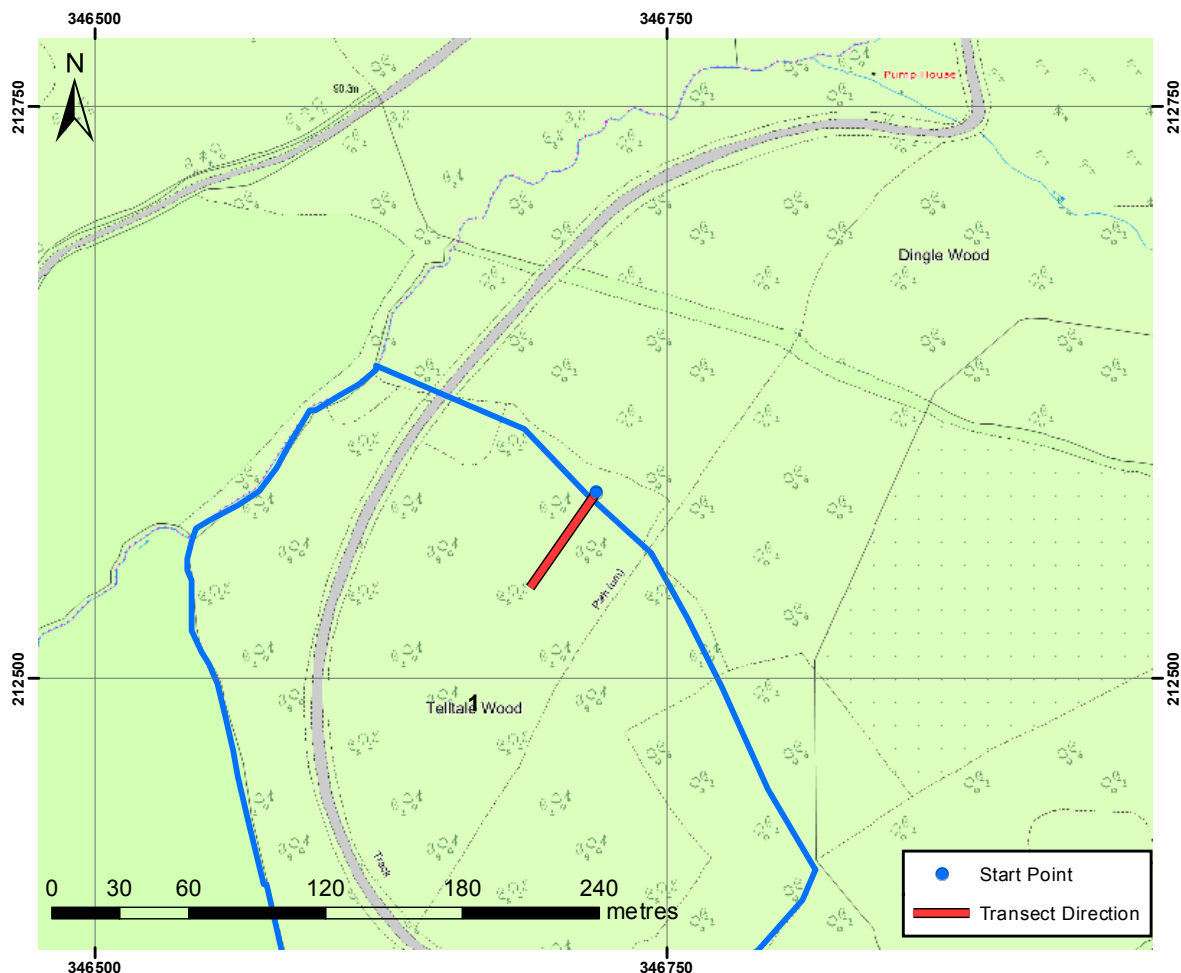 346500
346750
N
90.3m
Pump House
212750
212750
Dingle Wood
Path (um)
212500
212500
1
Telltale Wood
Track
0 30 60 120 180 240
metres
Start Point
Transect Direction
346500
346750